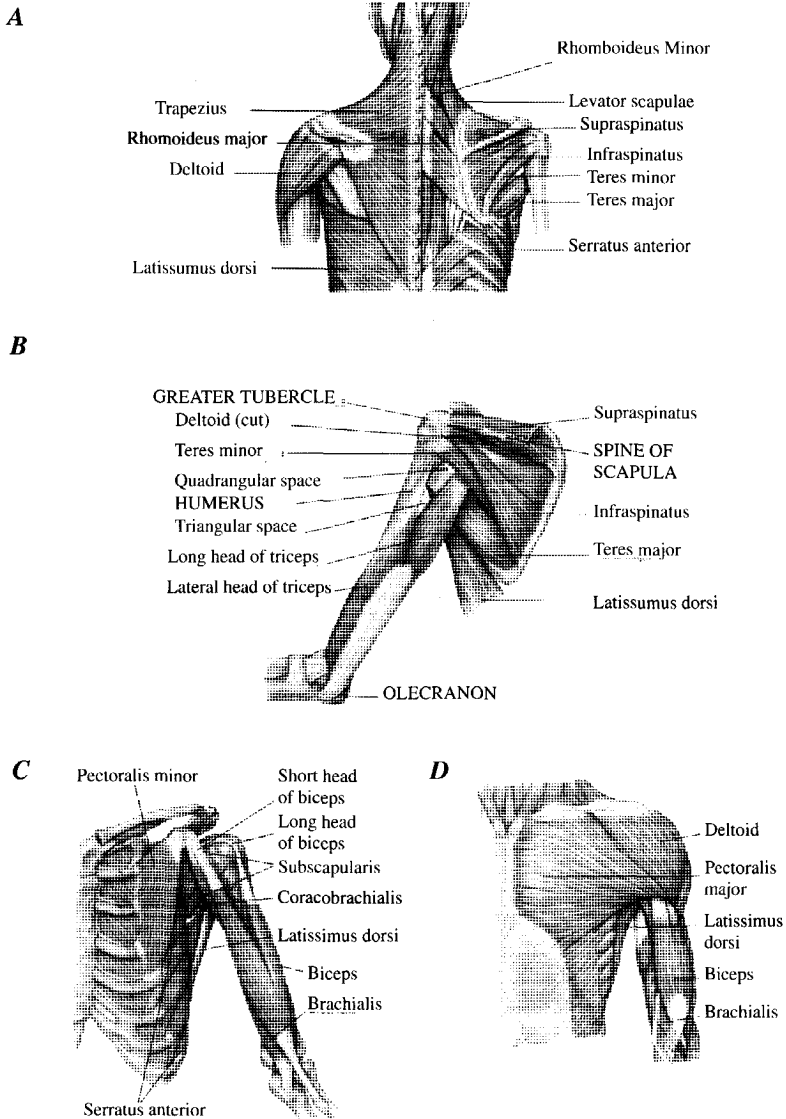 A
Rhomboideus Minor
Trapezius
Levator scapulae
Supraspinatus
Rhomoideus major
Infraspinatus
Deltoid
Teres minor
Teres major
Serratus anterior
Latissumus dorsi
B
GREATER TUBERCLE
Deltoid (cut)
Teres minor
Quadrangular space
HUMERUS
Triangular space
Long head of triceps
Lateral head of triceps
Supraspinatus
SPINE OF
SCAPULA
Infraspinatus
Teres major
Latissumus dorsi
OLECRANON
C
Pectoralis minor
Short head
of biceps
Long head
of biceps
Subscapularis
Coracobrachialis
Latissimus dorsi
Biceps
Brachialis
Serratus anterior
D
Deltoid
Pectoralis
major
Latissimus
dorsi
Biceps
Brachialis